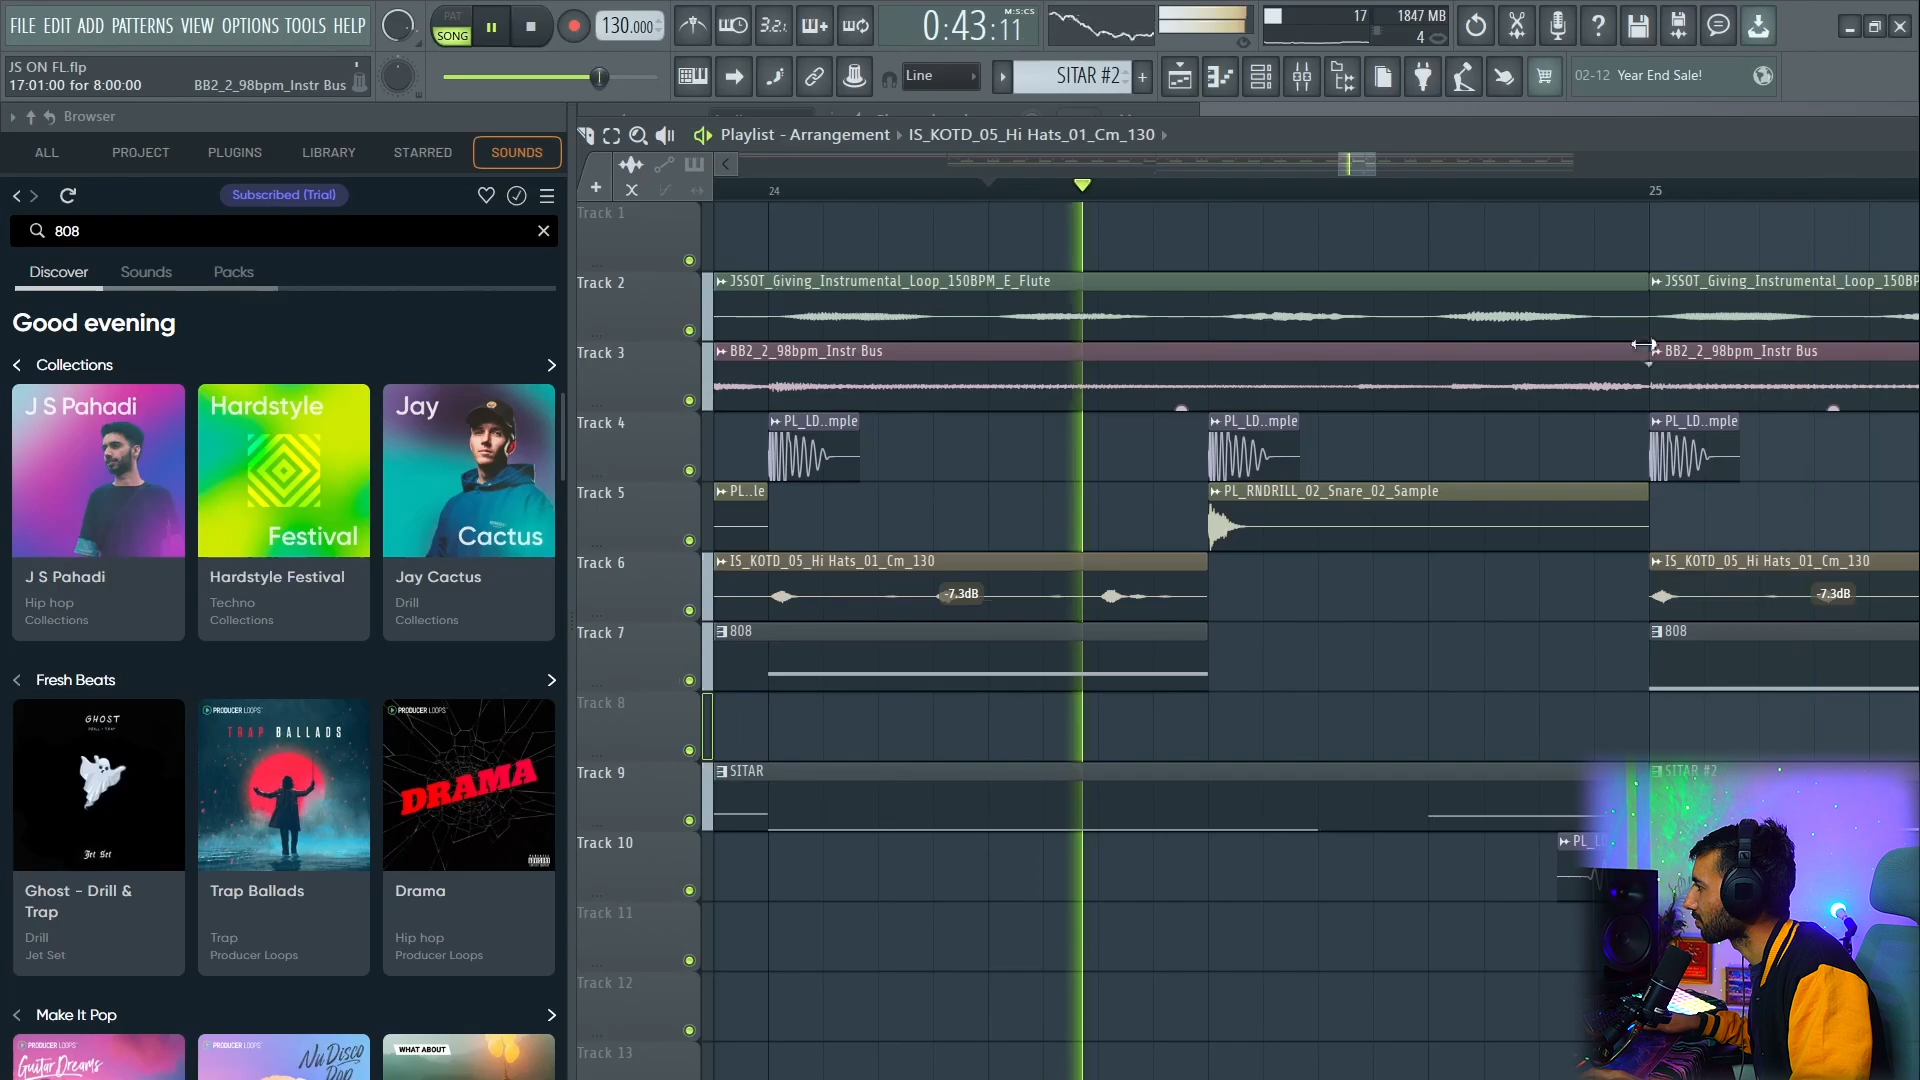 FILE EDIT ADD PATTERNS VIEW OPTIONS TOOLS HELP
PAT
SONG
130.000
3.2.
0:43:11
M:S:CS
17
1847 MB
4
JS ON FL.flp
17:01:00 for 8:00:00
BB2_2_98bpm_Instr Bus
Line
SITAR #2
02-12 Year End Sale!
Browser
ALL
PROJECT
PLUGINS
LIBRARY
STARRED
SOUNDS
Subscribed (Trial)
808
Discover
Sounds
Packs
Good evening
Collections
J S Pahadi
Hardstyle
Festival
Jay
Cactus
J S Pahadi
Hip hop
Collections
Hardstyle Festival
Techno
Collections
Jay Cactus
Drill
Collections
Fresh Beats
GHOST
Jet Set
PRODUCER LOOPS
TRAP BALLADS
PRODUCER LOOPS
DRAMA
Ghost - Drill & Trap
Drill
Jet Set
Trap Ballads
Trap
Producer Loops
Drama
Hip hop
Producer Loops
Make It Pop
PRODUCER LOOPS
Guitar Dreams
PRODUCER LOOPS
Nu Disco
Pop
WHAT ABOUT
Playlist - Arrangement
IS_KOTD_05_Hi Hats_01_Cm_130
24
25
Track 1
Track 2
JSSOT_Giving_Instrumental_Loop_150BPM_E_Flute
JSSOT_Giving_Instrumental_Loop_150BP
Track 3
BB2_2_98bpm_Instr Bus
BB2_2_98bpm_Instr Bus
Track 4
PL_LD..mple
PL_LD..mple
PL_LD..mple
Track 5
PL..le
PL_RNDRILL_02_Snare_02_Sample
Track 6
IS_KOTD_05_Hi Hats_01_Cm_130
-7.3dB
IS_KOTD_05_Hi Hats_01_Cm_130
-7.3dB
Track 7
808
808
Track 8
Track 9
SITAR
SITAR #2
Track 10
PL_LD
Track 11
Track 12
Track 13